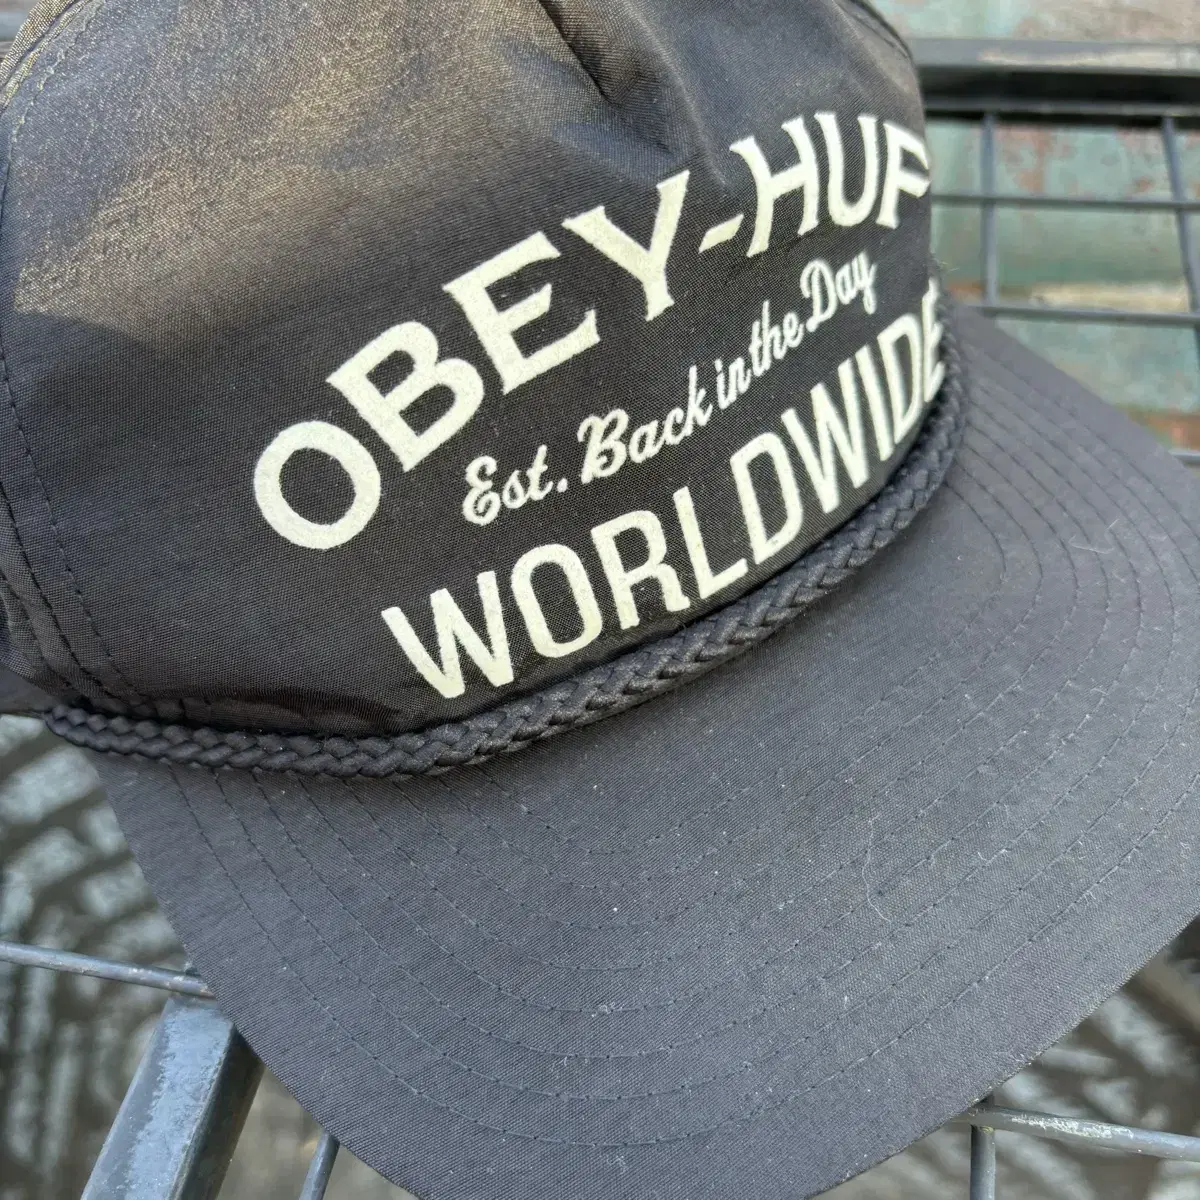 OBEY-HUF
Est. Back in the Day
WORLDWIDE